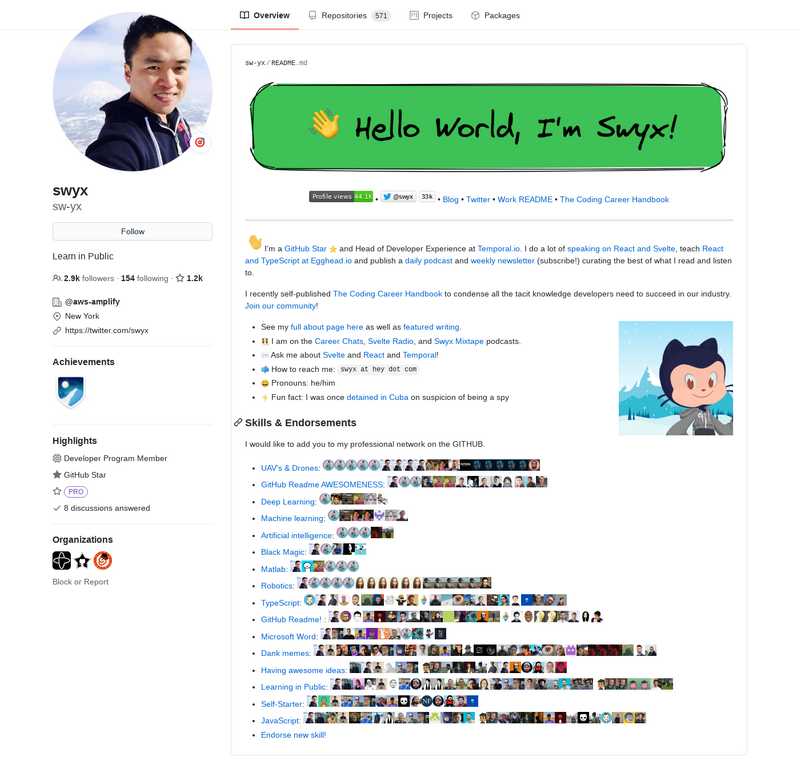 Overview
Repositories 571
Projects
Packages
swyx
sw-yx
Follow
Learn in Public
2.9k followers · 154 following · 1.2k
@aws-amplify
New York
https://twitter.com/swyx
Achievements
Highlights
Developer Program Member
GitHub Star
PRO
8 discussions answered
Organizations
Block or Report
sw-yx/README.md
Hello World, I'm Swyx!
Profile views 44.1k • @swyx 33k • Blog • Twitter • Work README • The Coding Career Handbook
I'm a GitHub Star ⭐ and Head of Developer Experience at Temporal.io. I do a lot of speaking on React and Svelte, teach React
and TypeScript at Egghead.io and publish a daily podcast and weekly newsletter (subscribe!) curating the best of what I read and listen
to.
I recently self-published The Coding Career Handbook to condense all the tacit knowledge developers need to succeed in our industry.
Join our community!
• See my full about page here as well as featured writing.
• I am on the Career Chats, Svelte Radio, and Swyx Mixtape podcasts.
• Ask me about Svelte and React and Temporal!
• How to reach me: swyx at hey dot com
• Pronouns: he/him
• Fun fact: I was once detained in Cuba on suspicion of being a spy
Skills & Endorsements
I would like to add you to my professional network on the GITHUB.
• UAV's & Drones:
• GitHub Readme AWESOMENESS:
• Deep Learning:
• Machine learning:
• Artificial intelligence:
• Black Magic:
• Matlab:
• Robotics:
• TypeScript:
• GitHub Readme! :
• Microsoft Word:
• Dank memes:
• Having awesome ideas:
• Learning in Public:
• Self-Starter:
• JavaScript:
• Endorse new skill!